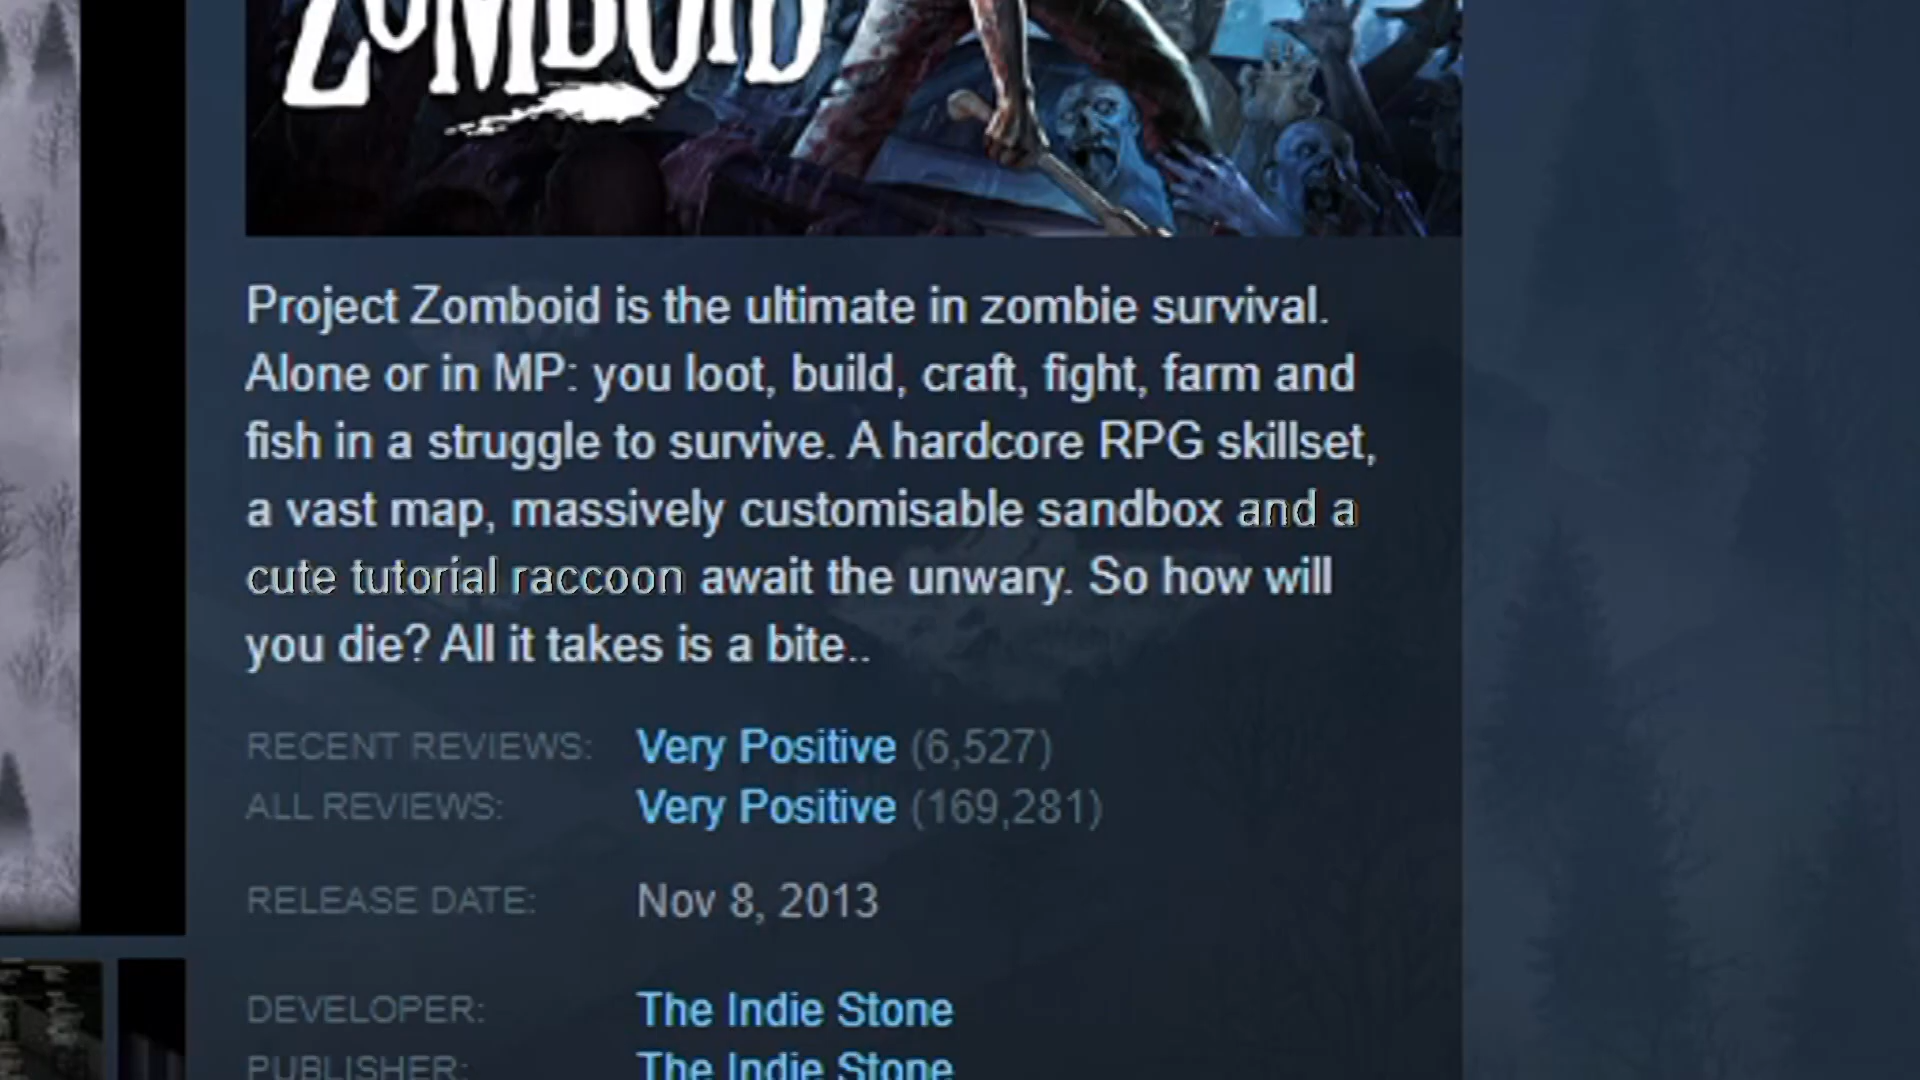 ZOMBOID
Project Zomboid is the ultimate in zombie survival.
Alone or in MP: you loot, build, craft, fight, farm and
fish in a struggle to survive. A hardcore RPG skillset,
a vast map, massively customisable sandbox and a
cute tutorial raccoon await the unwary. So how will
you die? All it takes is a bite..
RECENT REVIEWS: Very Positive (6,527)
ALL REVIEWS: Very Positive (169,281)
RELEASE DATE: Nov 8, 2013
DEVELOPER: The Indie Stone
PUBLISHER: The Indie Stone